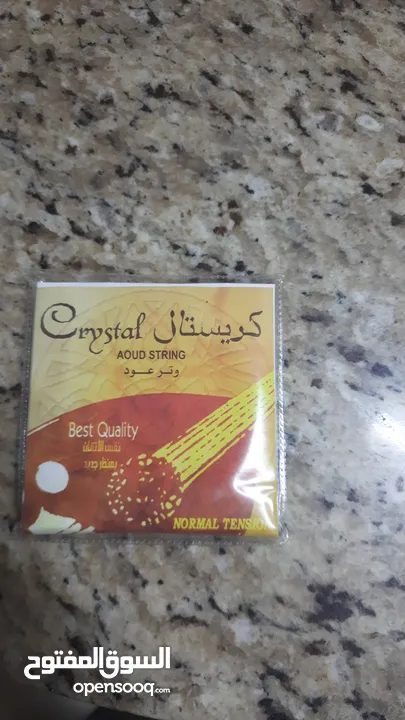 Crystal كريستال
AOUD STRING
وتر عود
Best Quality
NORMAL TENSION
السوق المفتوح
opensooq.com